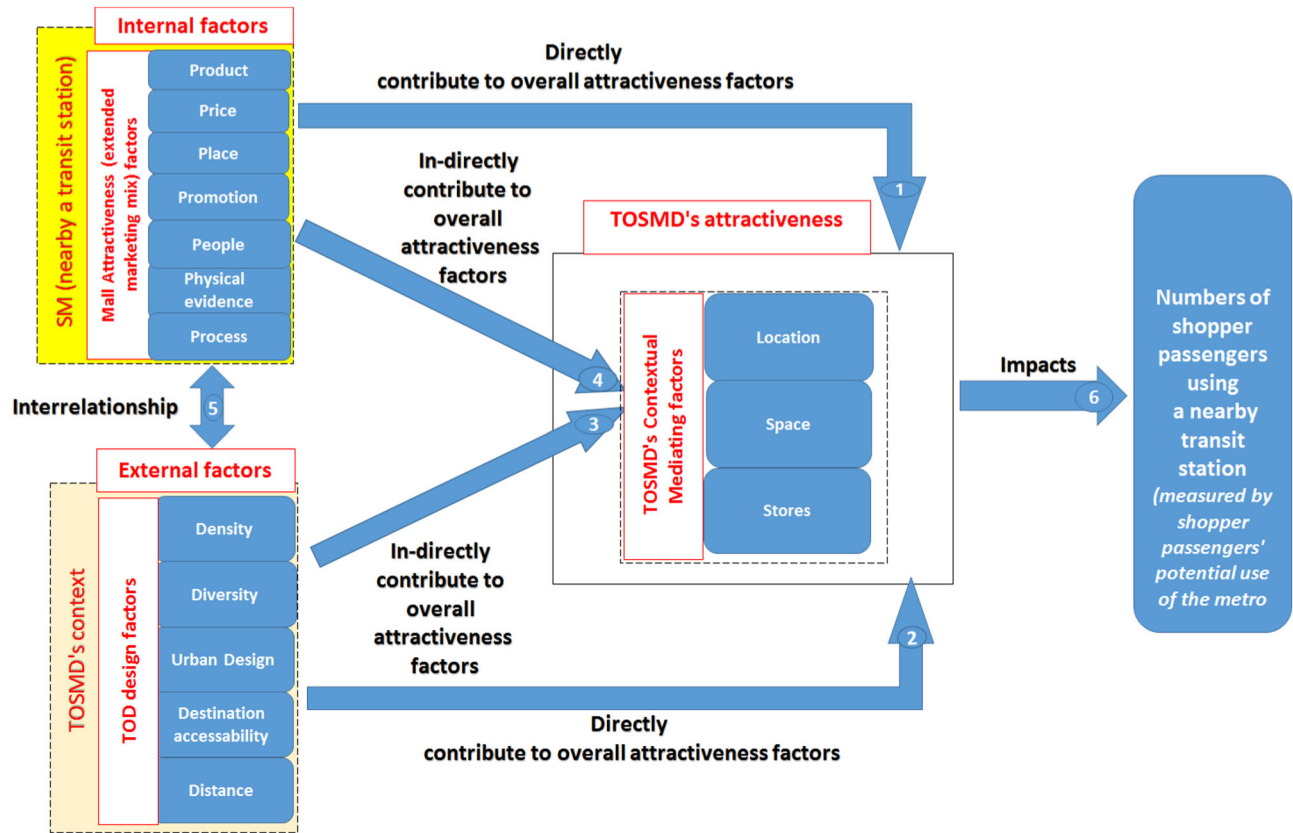 Internal factors
SM (nearby a transit station)
Mall Attractiveness (extended
marketing mix) factors
Product
Price
Place
Promotion
People
Physical
evidence
Process
Directly
contribute to overall attractiveness factors
1
In-directly
contribute to
overall
attractiveness
factors
4
Interrelationship
5
External factors
TOSMD's context
TOD design factors
Density
Diversity
Urban Design
Destination
accessability
Distance
3
In-directly
contribute to
overall
attractiveness
factors
2
Directly
contribute to overall attractiveness factors
TOSMD's attractiveness
TOSMD's Contextual
Mediating factors
Location
Space
Stores
Impacts
6
Numbers of
shopper
passengers
using
a nearby
transit
station
(measured by
shopper
passengers'
potential use
of the metro